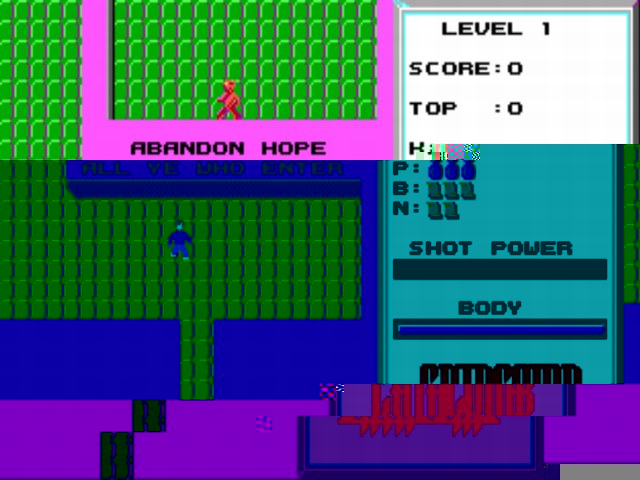 LEVEL 1
SCORE:0
TOP :0
K:
ABANDON HOPE
ALL YE WHO ENTER
P:
B:
N:
SHOT POWER
BODY